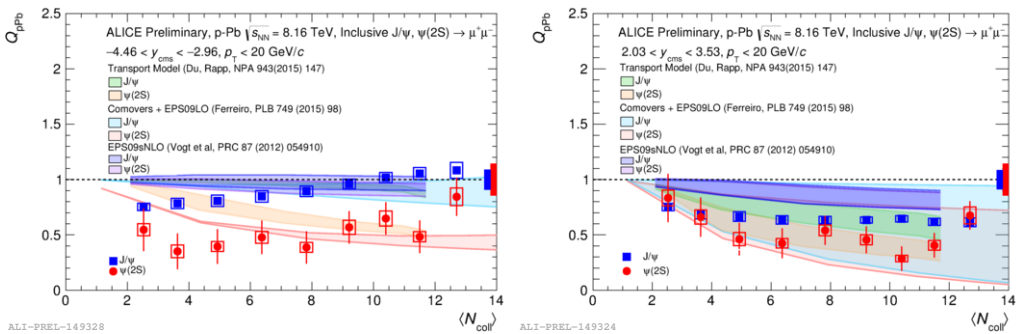 Q_pPb
2.5
2
1.5
1
0.5
0
ALICE Preliminary, p-Pb √s_NN = 8.16 TeV, Inclusive J/ψ, ψ(2S) → μ⁺μ⁻
−4.46 < y_cms < −2.96, p_T < 20 GeV/c
Transport Model (Du, Rapp, NPA 943(2015) 147)
J/ψ
ψ(2S)
Comovers + EPS09LO (Ferreiro, PLB 749 (2015) 98)
J/ψ
ψ(2S)
EPS09sNLO (Vogt et al, PRC 87 (2012) 054910)
J/ψ
ψ(2S)
J/ψ
ψ(2S)
0 2 4 6 8 10 12 14
⟨N_coll⟩
ALI-PREL-149328
Q_pPb
2.5
2
1.5
1
0.5
0
ALICE Preliminary, p-Pb √s_NN = 8.16 TeV, Inclusive J/ψ, ψ(2S) → μ⁺μ⁻
2.03 < y_cms < 3.53, p_T < 20 GeV/c
Transport Model (Du, Rapp, NPA 943(2015) 147)
J/ψ
ψ(2S)
Comovers + EPS09LO (Ferreiro, PLB 749 (2015) 98)
J/ψ
ψ(2S)
EPS09sNLO (Vogt et al, PRC 87 (2012) 054910)
J/ψ
ψ(2S)
J/ψ
ψ(2S)
0 2 4 6 8 10 12 14
⟨N_coll⟩
ALI-PREL-149324